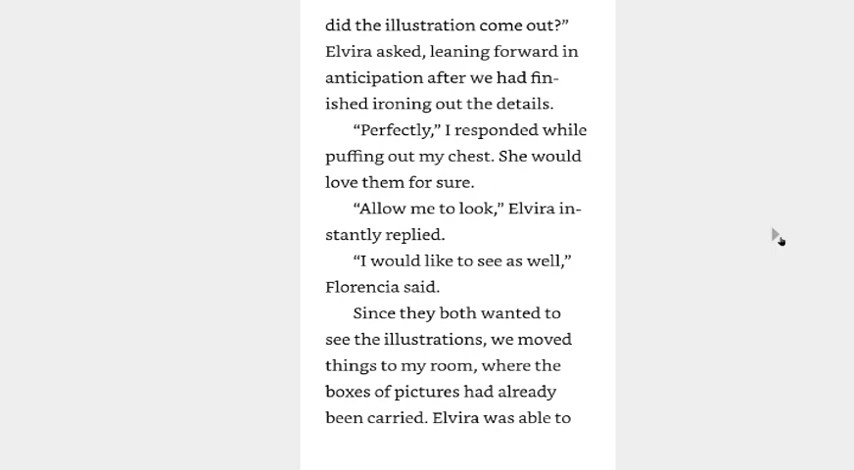 did the illustration come out?”
Elvira asked, leaning forward in
anticipation after we had fin-
ished ironing out the details.
“Perfectly,” I responded while
puffing out my chest. She would
love them for sure.
“Allow me to look,” Elvira in-
stantly replied.
“I would like to see as well,”
Florencia said.
Since they both wanted to
see the illustrations, we moved
things to my room, where the
boxes of pictures had already
been carried. Elvira was able to